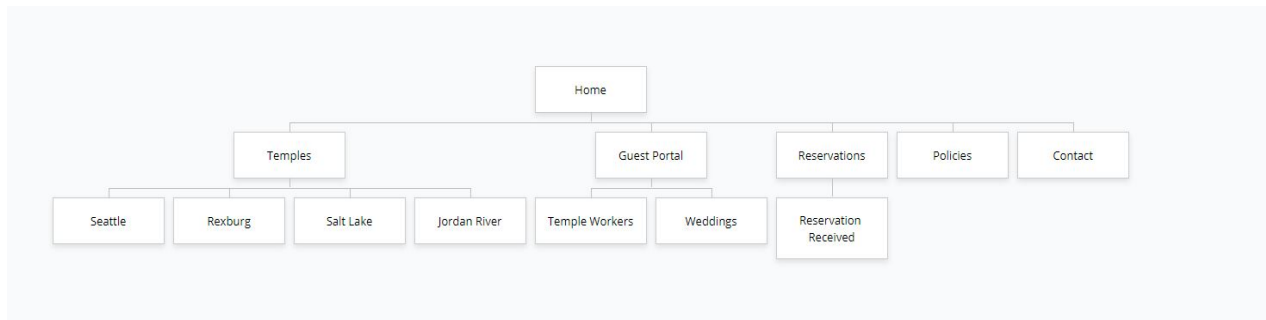 Home
Temples
Guest Portal
Reservations
Policies
Contact
Seattle
Rexburg
Salt Lake
Jordan River
Temple Workers
Weddings
Reservation
Received